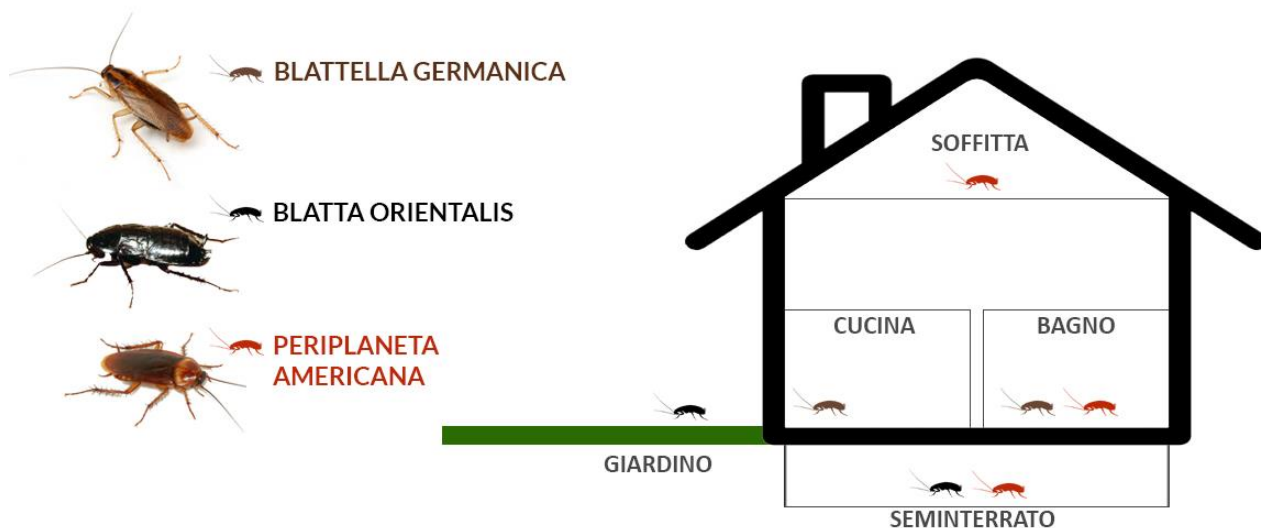 BLATTELLA GERMANICA
BLATTA ORIENTALIS
PERIPLANETA
AMERICANA
SOFFITTA
CUCINA
BAGNO
GIARDINO
SEMINTERRATO